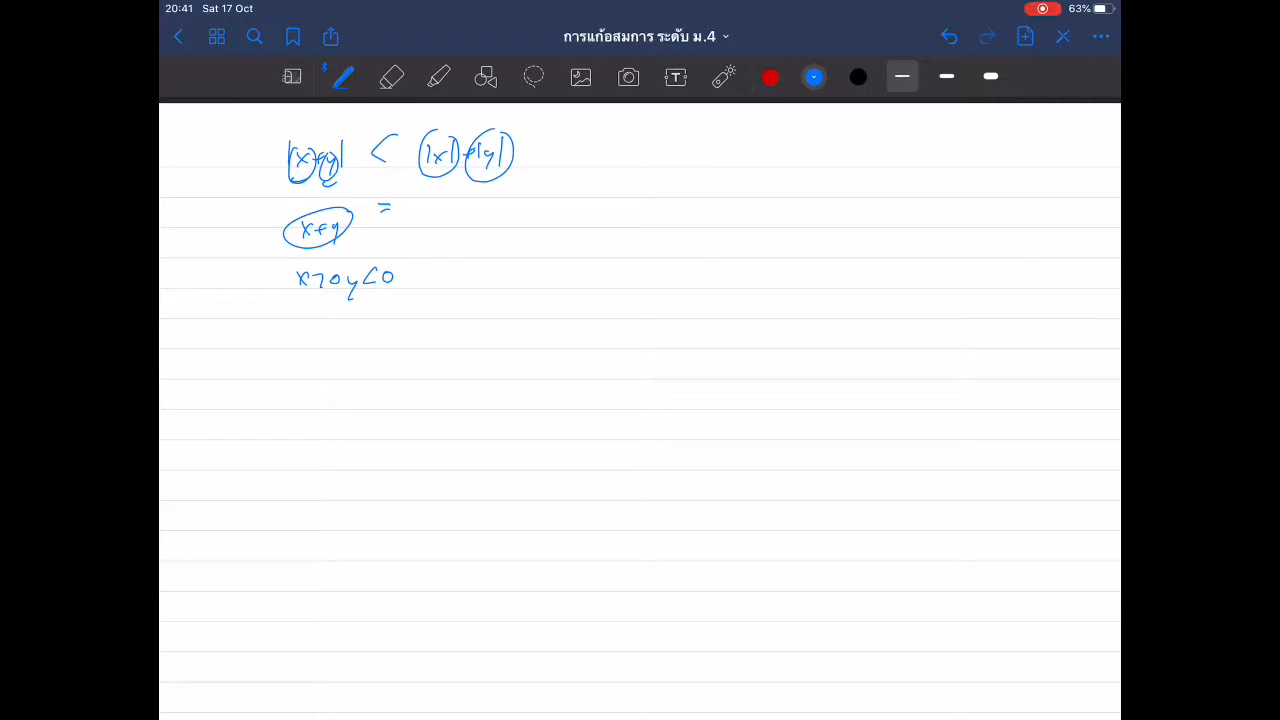 20:41 Sat 17 Oct
63%
การแก้อสมการ ระดับ ม.4
T
|x+y| < |x|+|y|
=
x+y
x>0 y<0